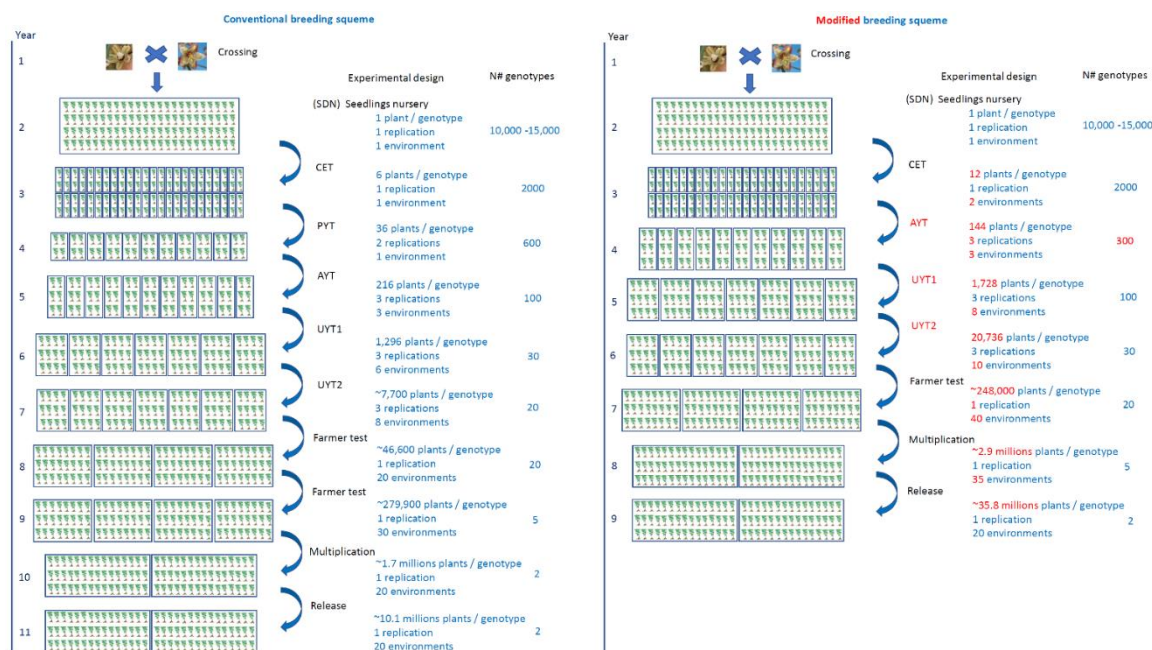 Conventional breeding squeme
Year
1
Crossing
Experimental design
N# genotypes
(SDN) Seedlings nursery
2
1 plant / genotype
1 replication
1 environment
10,000 -15,000
CET
3
6 plants / genotype
1 replication
1 environment
2000
PYT
4
36 plants / genotype
2 replications
1 environment
600
AYT
5
216 plants / genotype
3 replications
3 environments
100
UYT1
6
1,296 plants / genotype
3 replications
6 environments
30
UYT2
7
~7,700 plants / genotype
3 replications
8 environments
20
Farmer test
8
~46,600 plants / genotype
1 replication
20 environments
20
Farmer test
9
~279,900 plants / genotype
1 replication
30 environments
5
Multiplication
10
~1.7 millions plants / genotype
1 replication
20 environments
2
Release
11
~10.1 millions plants / genotype
1 replication
20 environments
2
Modified breeding squeme
Year
1
Crossing
Experimental design
N# genotypes
(SDN) Seedlings nursery
2
1 plant / genotype
1 replication
1 environment
10,000 -15,000
CET
3
12 plants / genotype
1 replication
2 environments
2000
AYT
4
144 plants / genotype
3 replications
3 environments
300
UYT1
5
1,728 plants / genotype
3 replications
8 environments
100
UYT2
6
20,736 plants / genotype
3 replications
10 environments
30
Farmer test
7
~248,000 plants / genotype
1 replication
40 environments
20
Multiplication
8
~2.9 millions plants / genotype
1 replication
35 environments
5
Release
9
~35.8 millions plants / genotype
1 replication
20 environments
2